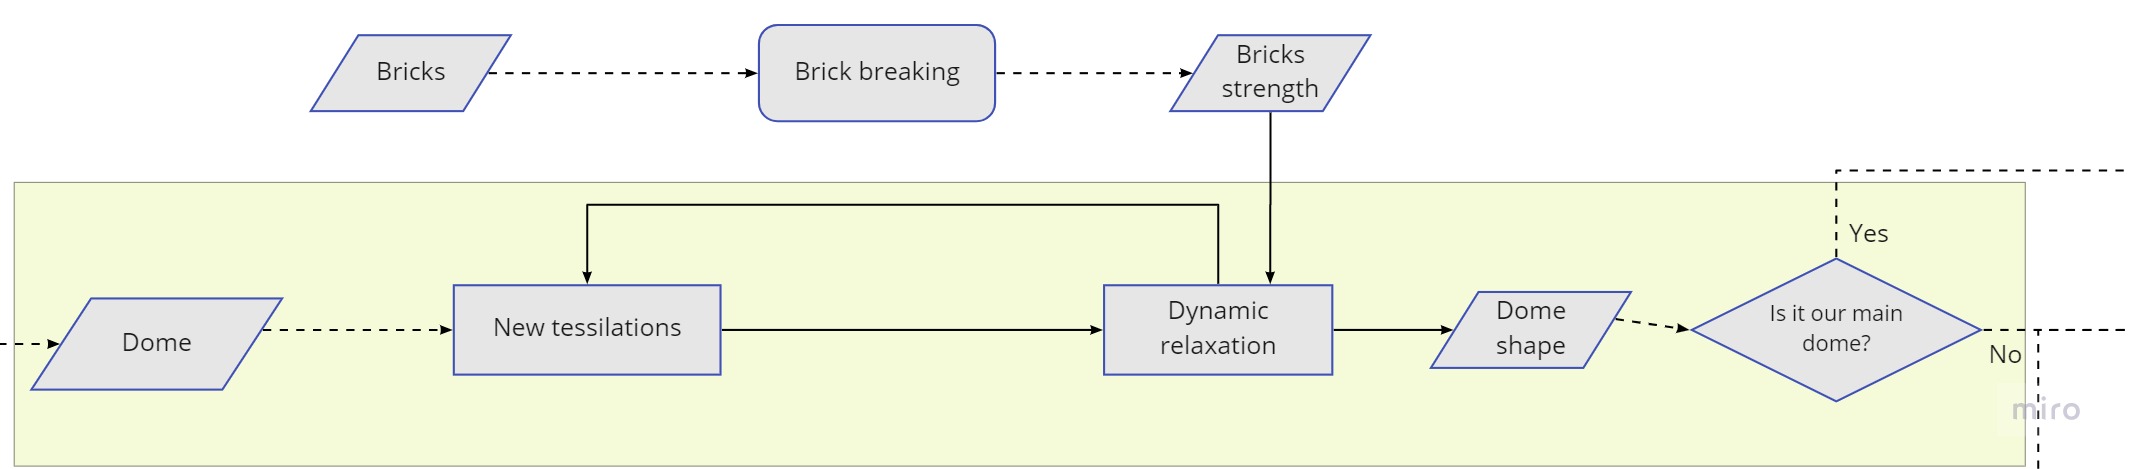 Bricks
Brick breaking
Bricks
strength
Yes
Dome
New tessilations
Dynamic
relaxation
Dome
shape
Is it our main
dome?
No
miro